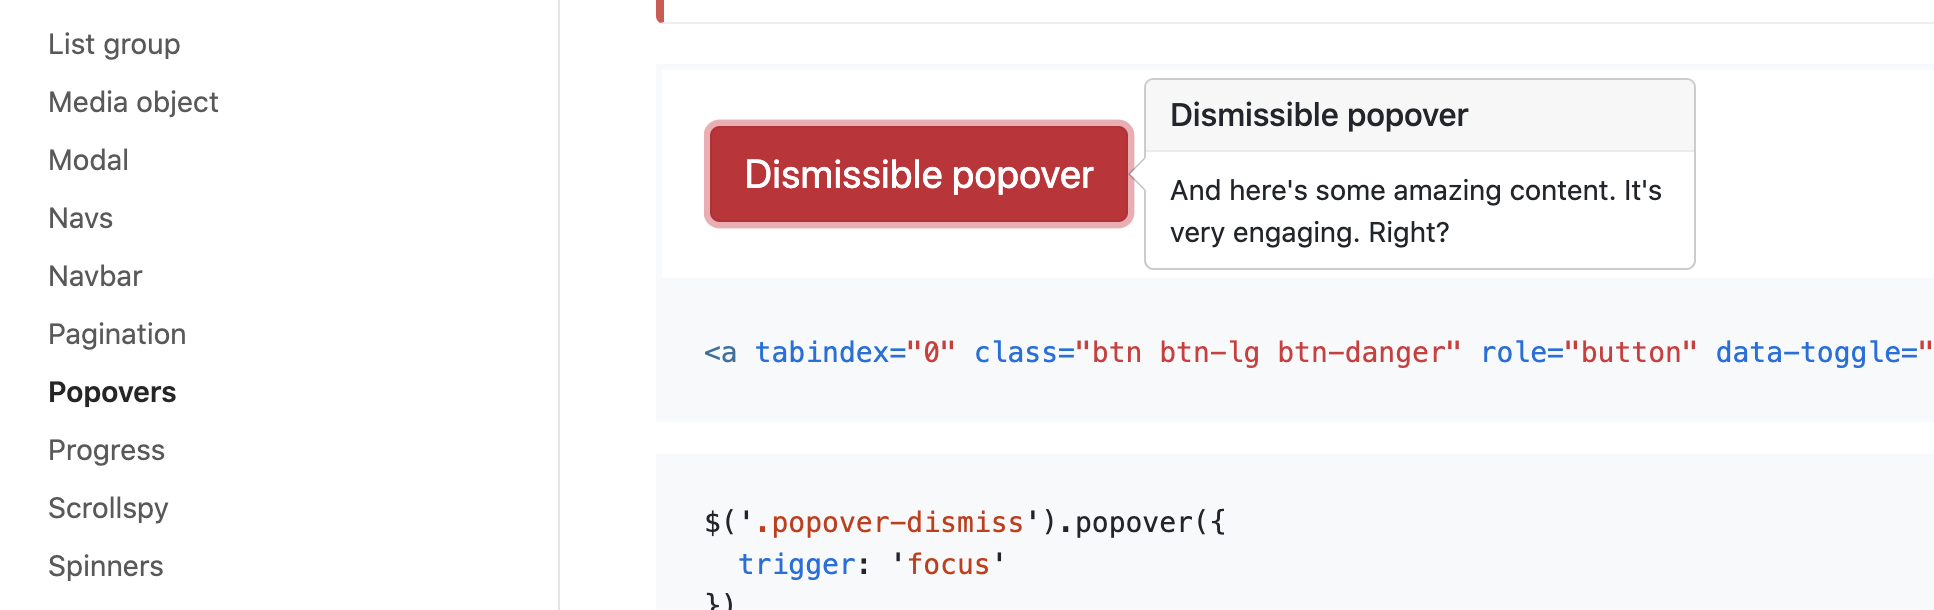 List group
Media object
Modal
Navs
Navbar
Pagination
Popovers
Progress
Scrollspy
Spinners
Dismissible popover
Dismissible popover
And here's some amazing content. It's
very engaging. Right?
<a tabindex="0" class="btn btn-lg btn-danger" role="button" data-toggle="
$('.popover-dismiss').popover({
  trigger: 'focus'
})